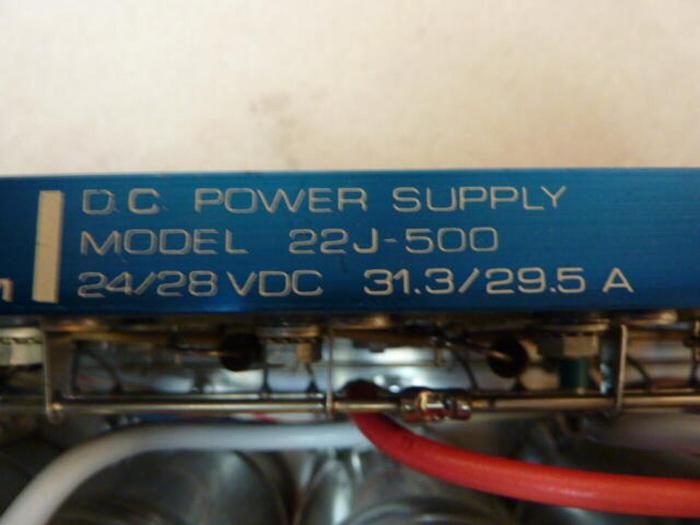 D.C. POWER SUPPLY
MODEL 22J-500
24/28 VDC 31.3/29.5 A